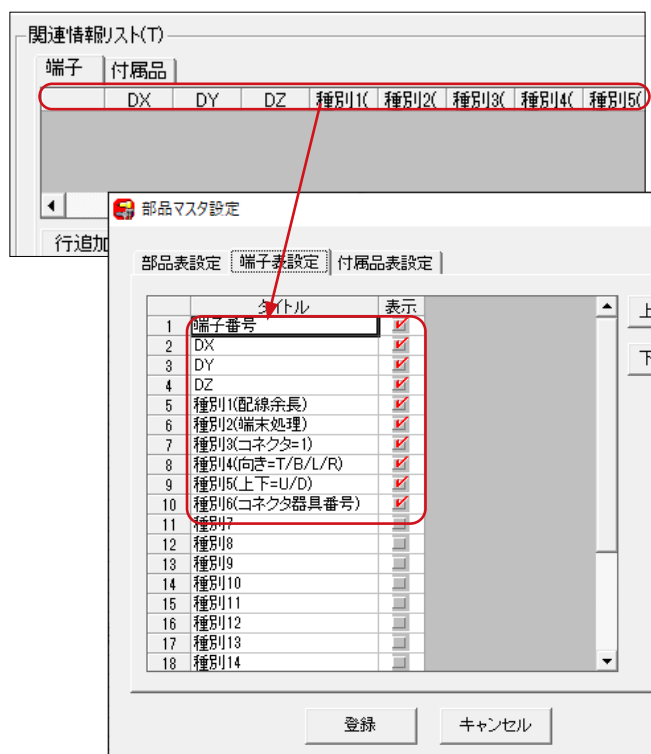 関連情報リスト(T)
端子 付属品
DX DY DZ 種別1( 種別2( 種別3( 種別4( 種別5(
行追加
部品マスタ設定
部品表設定 端子表設定 付属品表設定
タイトル 表示
1 端子番号
2 DX
3 DY
4 DZ
5 種別1(配線余長)
6 種別2(端末処理)
7 種別3(コネクタ=1)
8 種別4(向き=T/B/L/R)
9 種別5(上下=U/D)
10 種別6(コネクタ器具番号)
11 種別7
12 種別8
13 種別9
14 種別10
15 種別11
16 種別12
17 種別13
18 種別14
上
下
登録 キャンセル